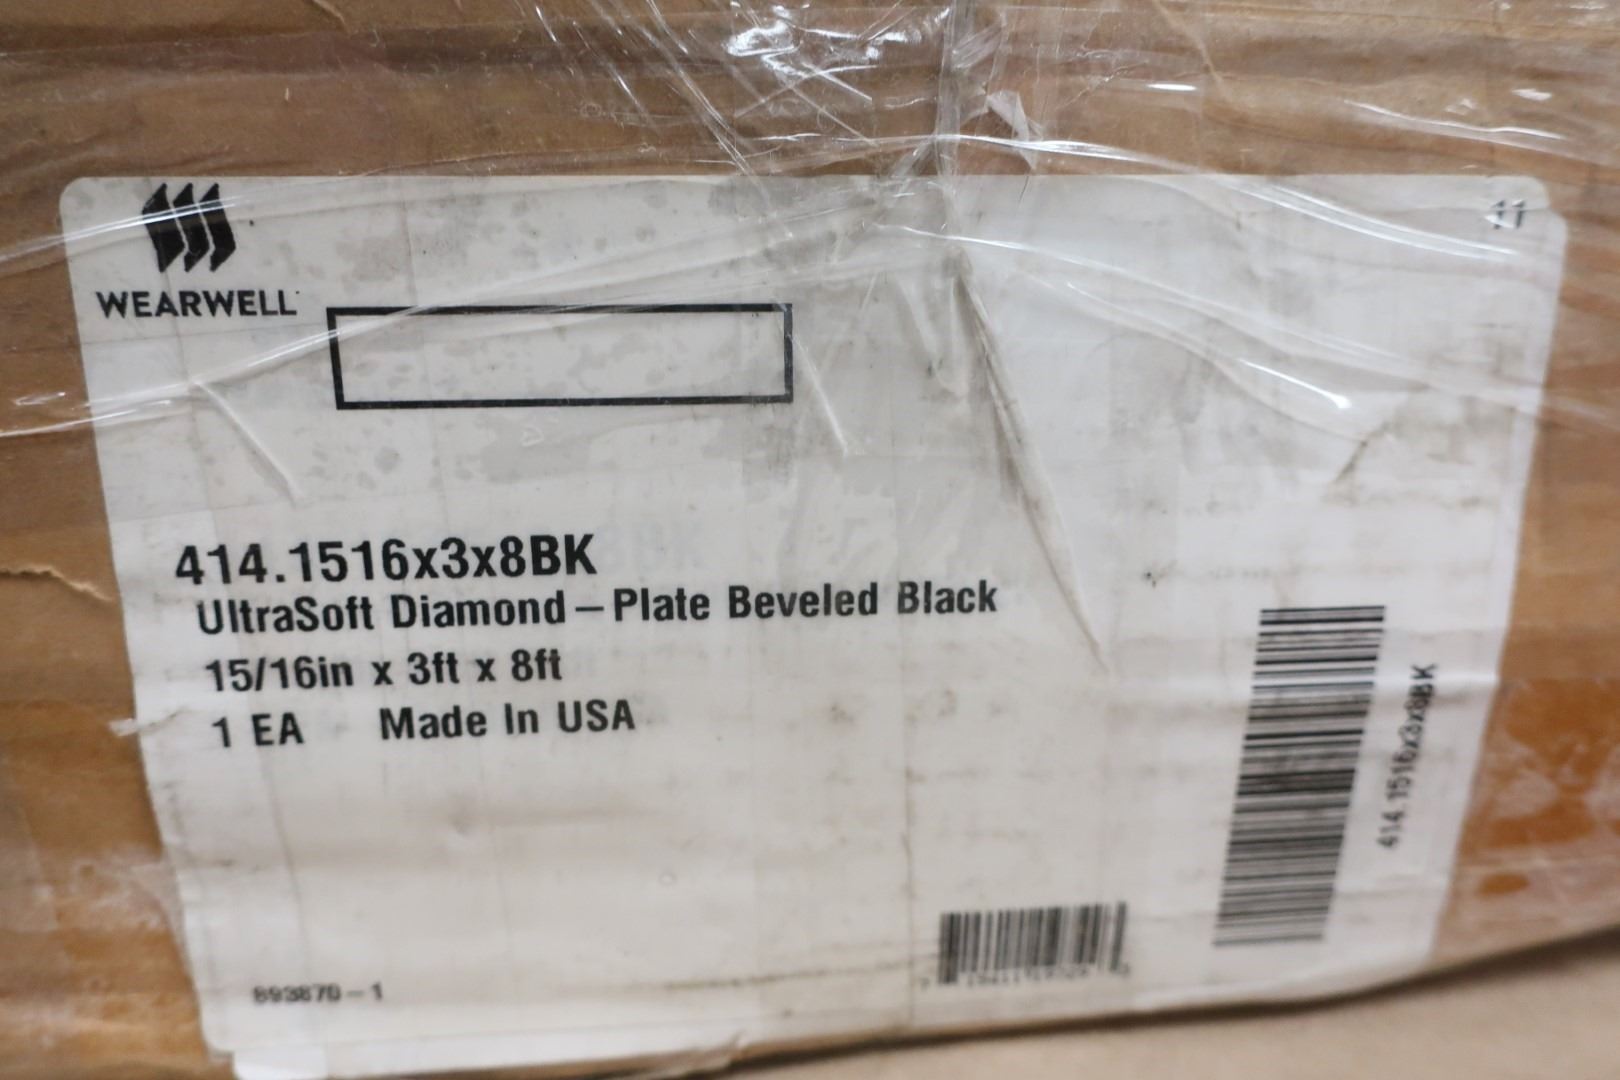 WEARWELL
11
414.1516x3x8BK
UltraSoft Diamond-Plate Beveled Black
15/16in x 3ft x 8ft
1 EA Made In USA
414.1516x3x8BK
893870-1